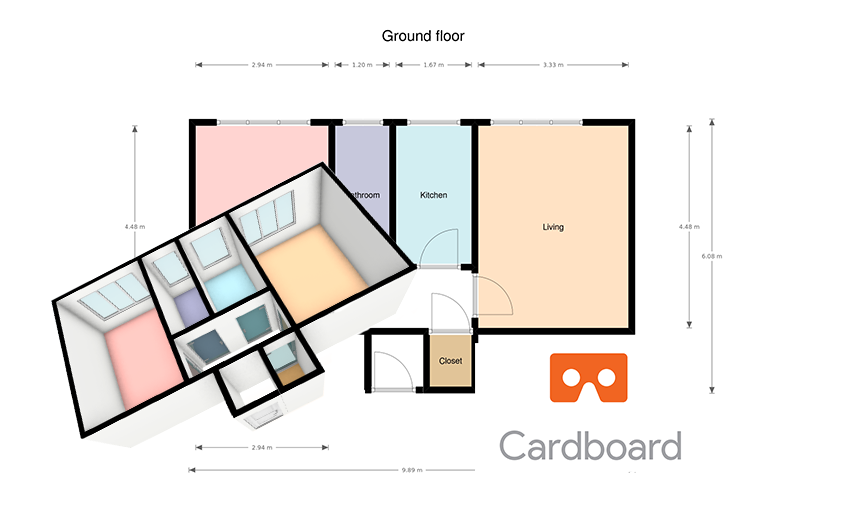 Ground floor
2.94 m
1.20 m
1.67 m
3.33 m
4.48 m
throom
Kitchen
Living
4.48 m
6.08 m
Closet
Cardboard
2.94 m
9.89 m